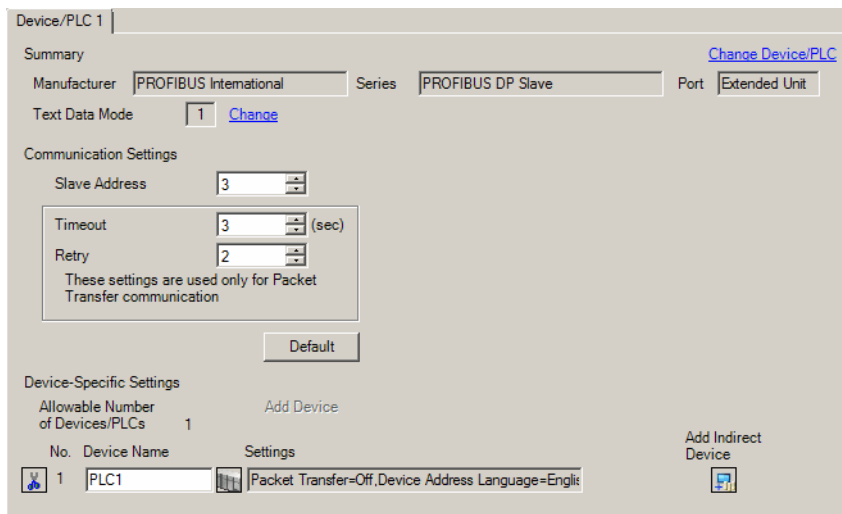 Device/PLC 1
Summary
Change Device/PLC
Manufacturer PROFIBUS International Series PROFIBUS DP Slave Port Extended Unit
Text Data Mode 1 Change
Communication Settings
Slave Address 3
Timeout 3 (sec)
Retry 2
These settings are used only for Packet
Transfer communication
Default
Device-Specific Settings
Allowable Number
of Devices/PLCs 1
Add Device
Add Indirect
Device
No. Device Name Settings
1 PLC1 Packet Transfer=Off,Device Address Language=Englis